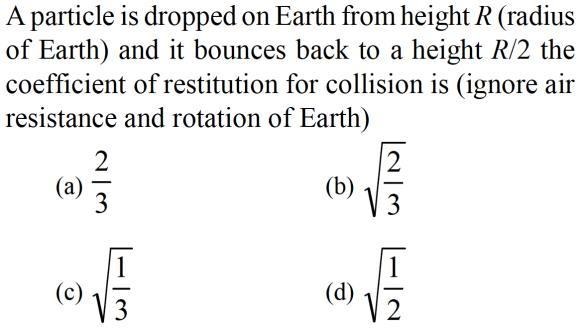 A particle is dropped on Earth from height R (radius
of Earth) and it bounces back to a height R/2 the
coefficient of restitution for collision is (ignore air
resistance and rotation of Earth)
(a) 2/3 (b) √(2/3)
(c) √(1/3) (d) √(1/2)